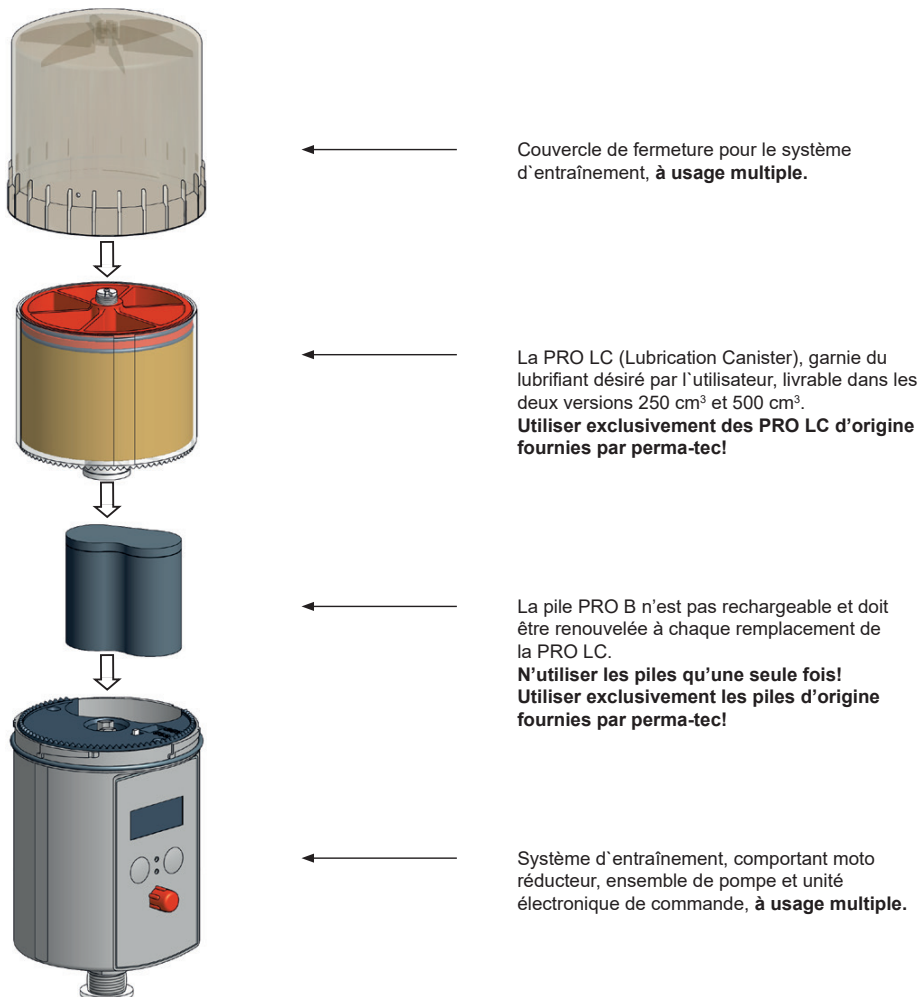 Couvercle de fermeture pour le système
d`entraînement, à usage multiple.
La PRO LC (Lubrication Canister), garnie du
lubrifiant désiré par l`utilisateur, livrable dans les
deux versions 250 cm³ et 500 cm³.
Utiliser exclusivement des PRO LC d’origine
fournies par perma-tec!
La pile PRO B n’est pas rechargeable et doit
être renouvelée à chaque remplacement de
la PRO LC.
N’utiliser les piles qu’une seule fois!
Utiliser exclusivement les piles d’origine
fournies par perma-tec!
Système d`entraînement, comportant moto
réducteur, ensemble de pompe et unité
électronique de commande, à usage multiple.